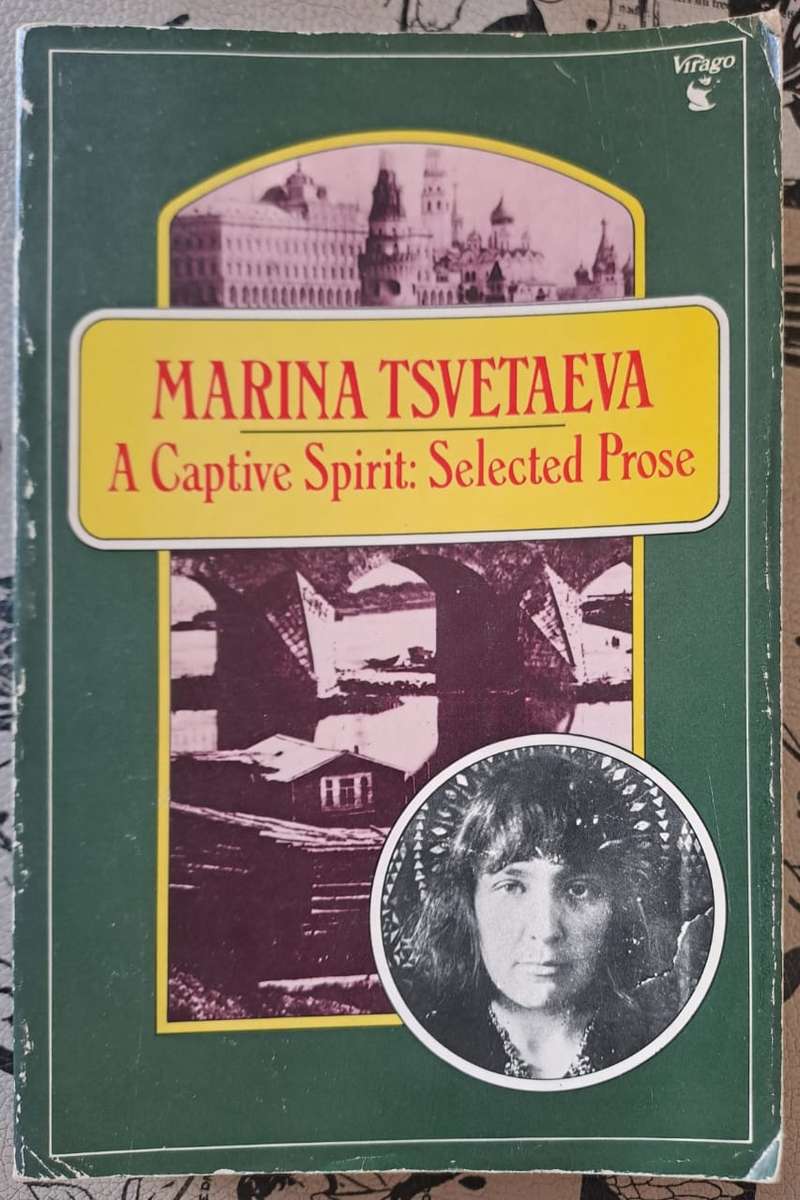 Virago
MARINA TSVETAEVA
A Captive Spirit: Selected Prose